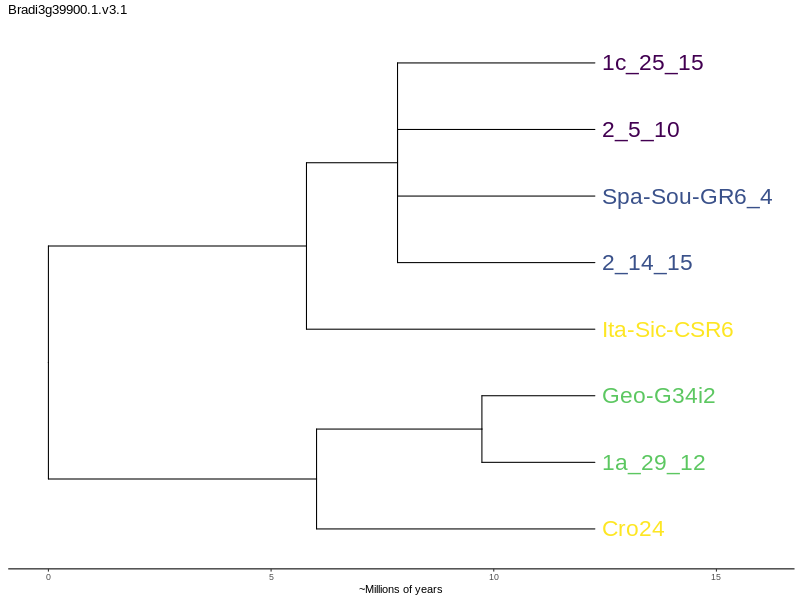 Bradi3g39900.1.v3.1
1c_25_15
2_5_10
Spa-Sou-GR6_4
2_14_15
Ita-Sic-CSR6
Geo-G34i2
1a_29_12
Cro24
0 5 10 15
~Millions of years